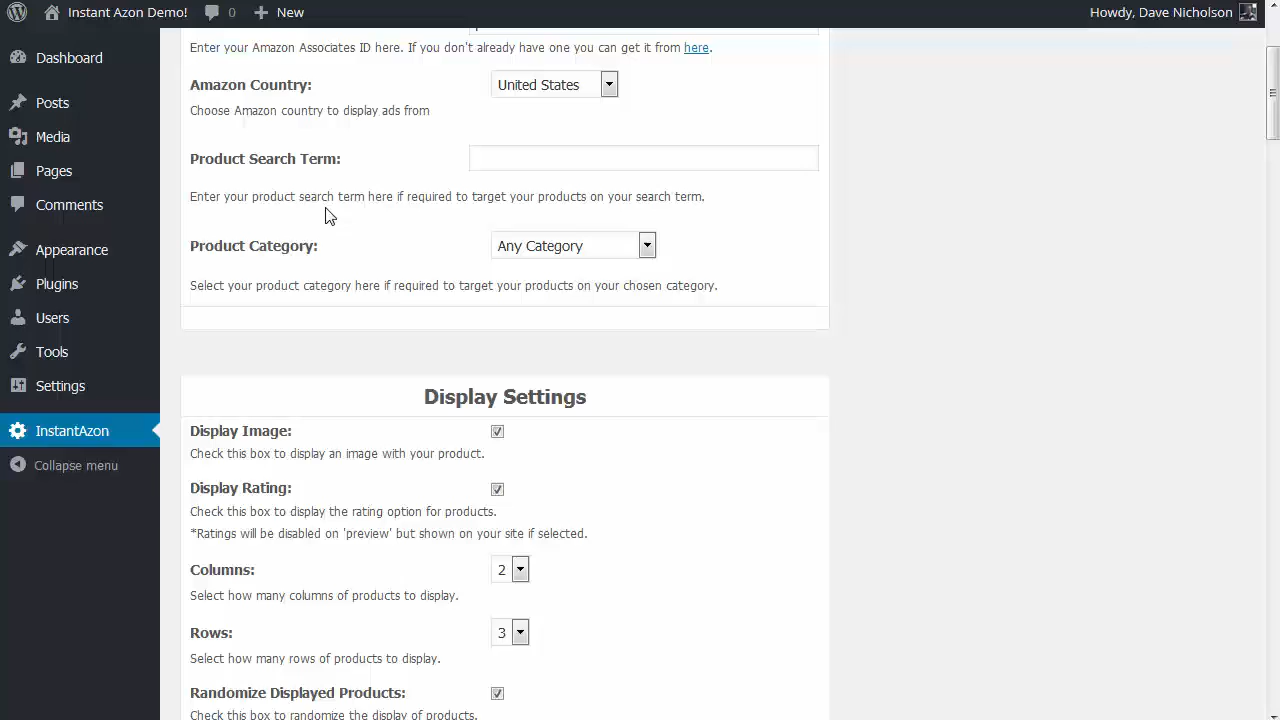 Instant Azon Demo! 0 New Howdy, Dave Nicholson
Dashboard
Posts
Media
Pages
Comments
Appearance
Plugins
Users
Tools
Settings
InstantAzon
Collapse menu
Enter your Amazon Associates ID here. If you don't already have one you can get it from here.
Amazon Country: United States
Choose Amazon country to display ads from
Product Search Term:
Enter your product search term here if required to target your products on your search term.
Product Category: Any Category
Select your product category here if required to target your products on your chosen category.
Display Settings
Display Image:
Check this box to display an image with your product.
Display Rating:
Check this box to display the rating option for products.
*Ratings will be disabled on 'preview' but shown on your site if selected.
Columns: 2
Select how many columns of products to display.
Rows: 3
Select how many rows of products to display.
Randomize Displayed Products:
Check this box to randomize the display of products.